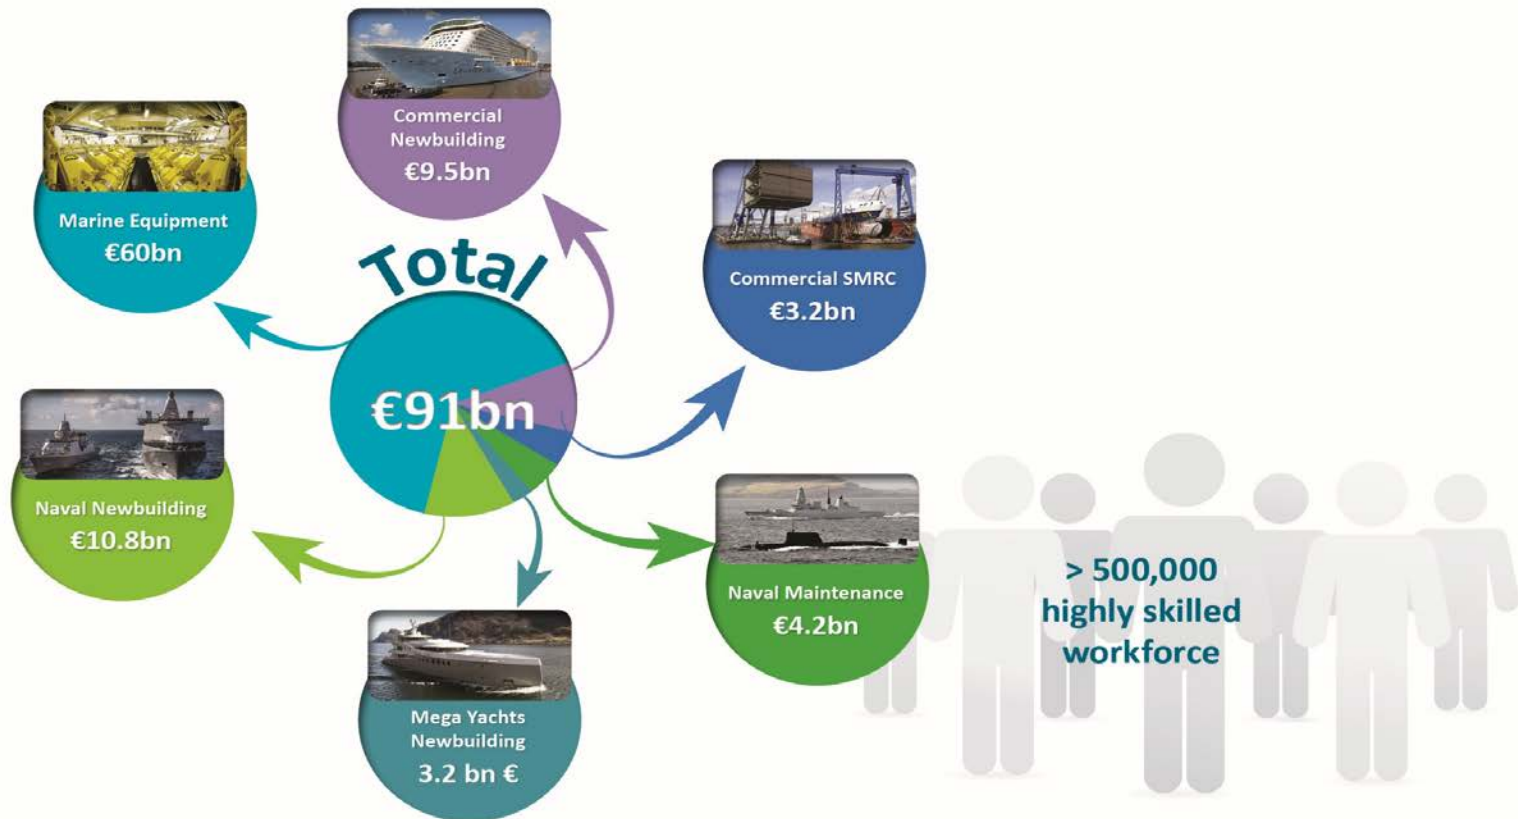 Commercial
Newbuilding
€9.5bn
Marine Equipment
€60bn
Commercial SMRC
€3.2bn
Total
€91bn
Naval Newbuilding
€10.8bn
Naval Maintenance
€4.2bn
Mega Yachts
Newbuilding
3.2 bn €
> 500,000
highly skilled
workforce